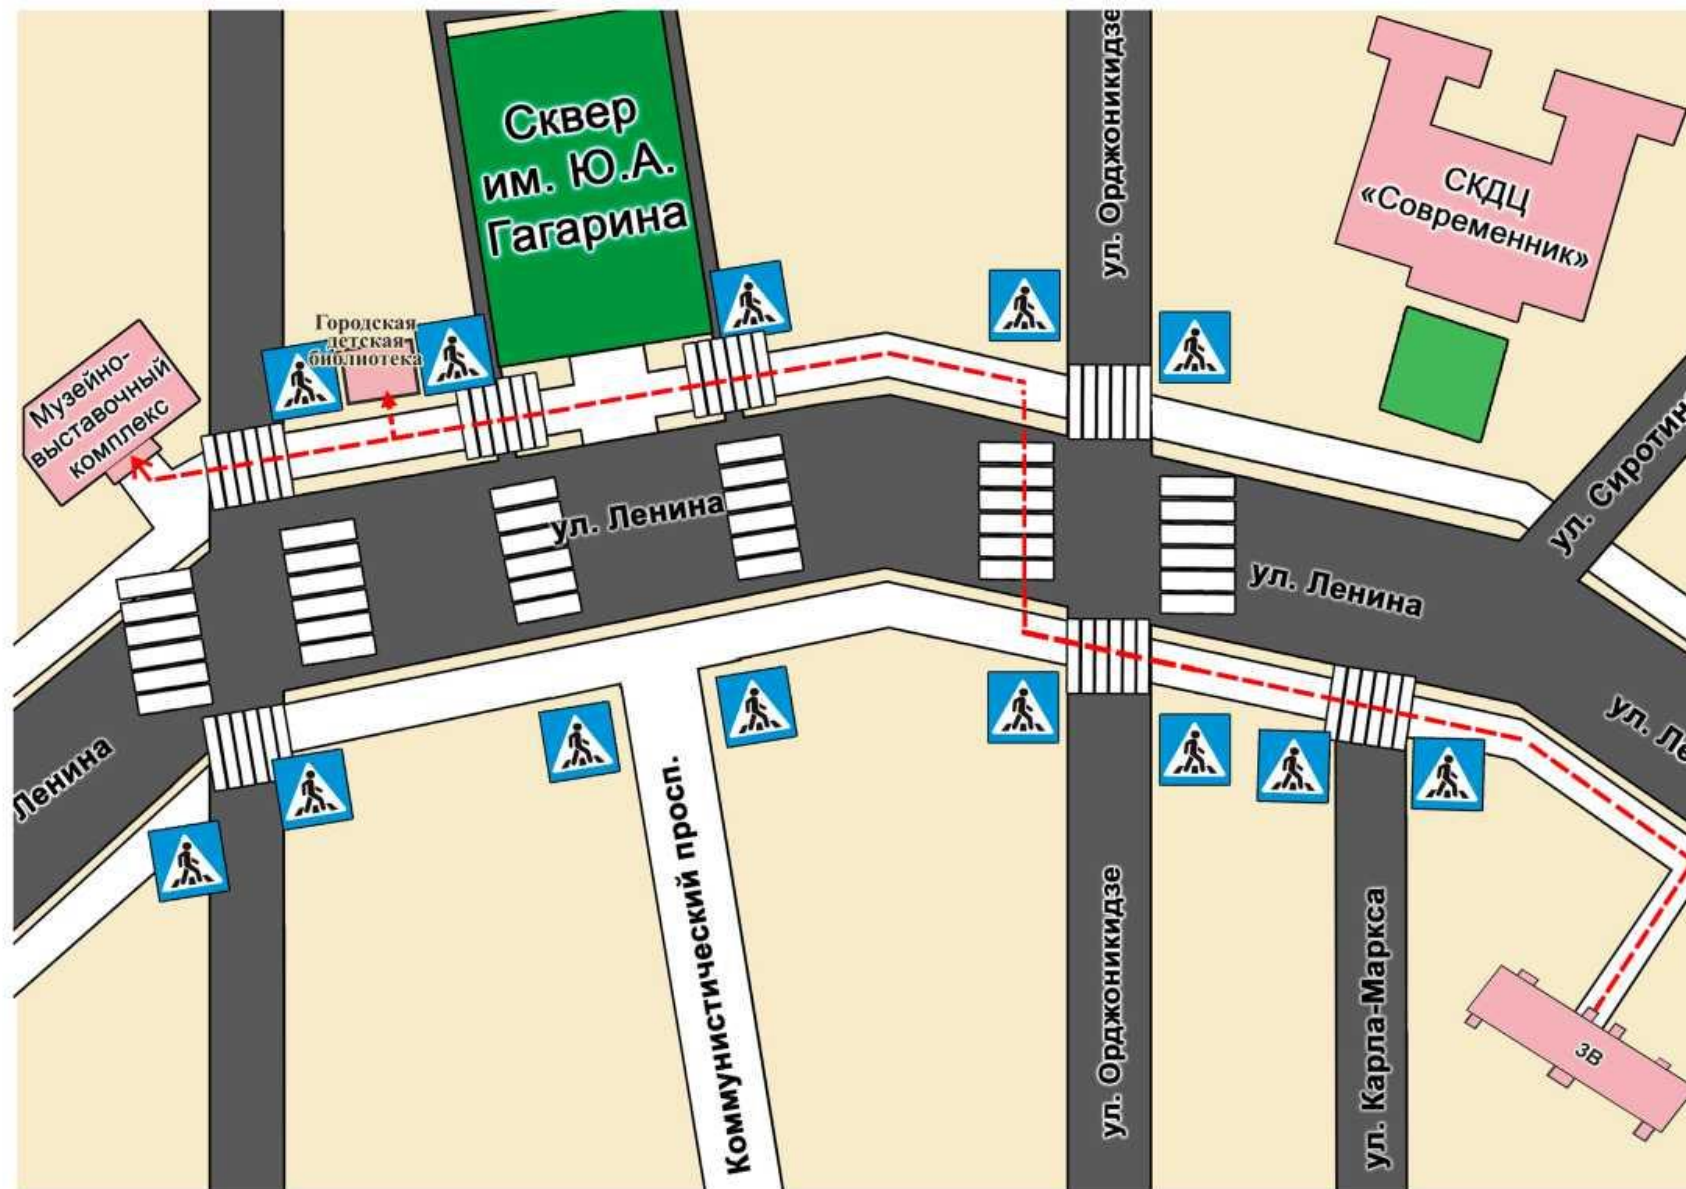 Сквер
им. Ю.А.
Гагарина
ул. Орджоникидзе
СКДЦ
«Современник»
Городская
детская
библиотека
Музейно-
выставочный
комплекс
ул. Ленина
ул. Ленина
ул. Сиротин
ул. Ле
Ленина
Коммунистический просп.
ул. Орджоникидзе
ул. Карла-Маркса
3В